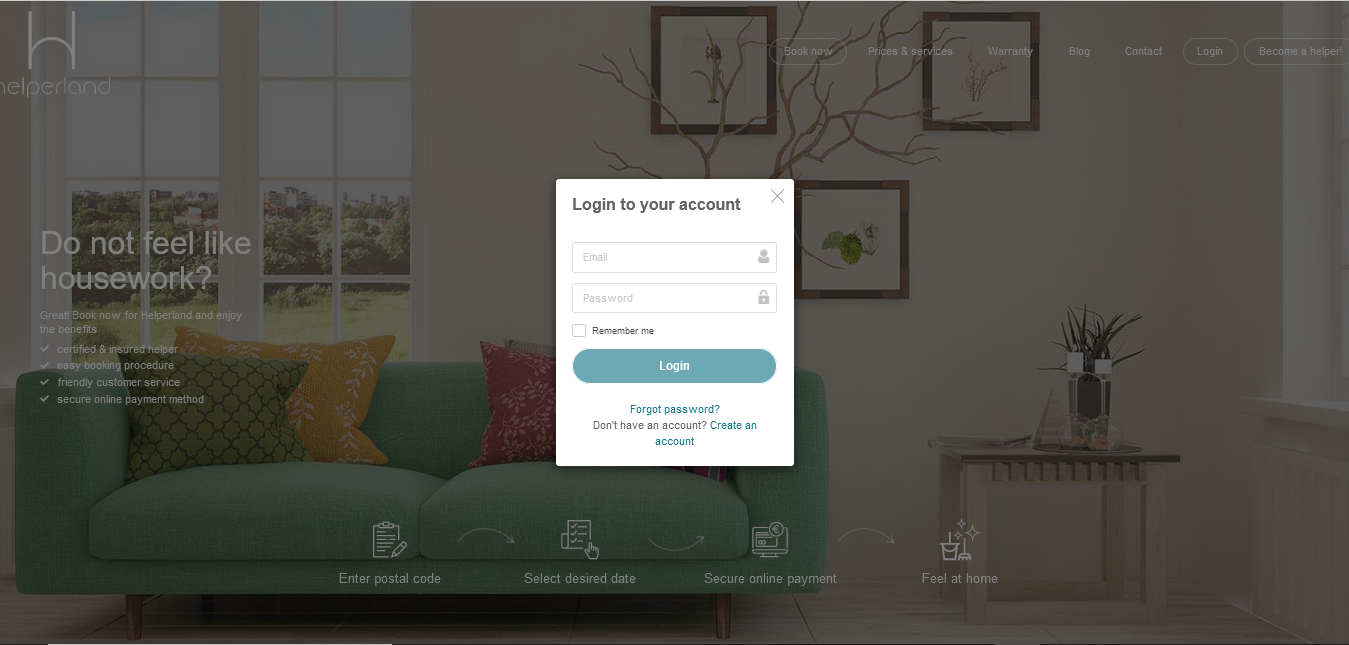 helperland
Book now
Prices & services
Warranty
Blog
Contact
Login
Become a helper!
Login to your account
Email
Password
Remember me
Login
Forgot password?
Don't have an account? Create an
account
Do not feel like
housework?
Great! Book now for Helperland and enjoy
the benefits
certified & insured helper
easy booking procedure
friendly customer service
secure online payment method
Enter postal code
Select desired date
Secure online payment
Feel at home